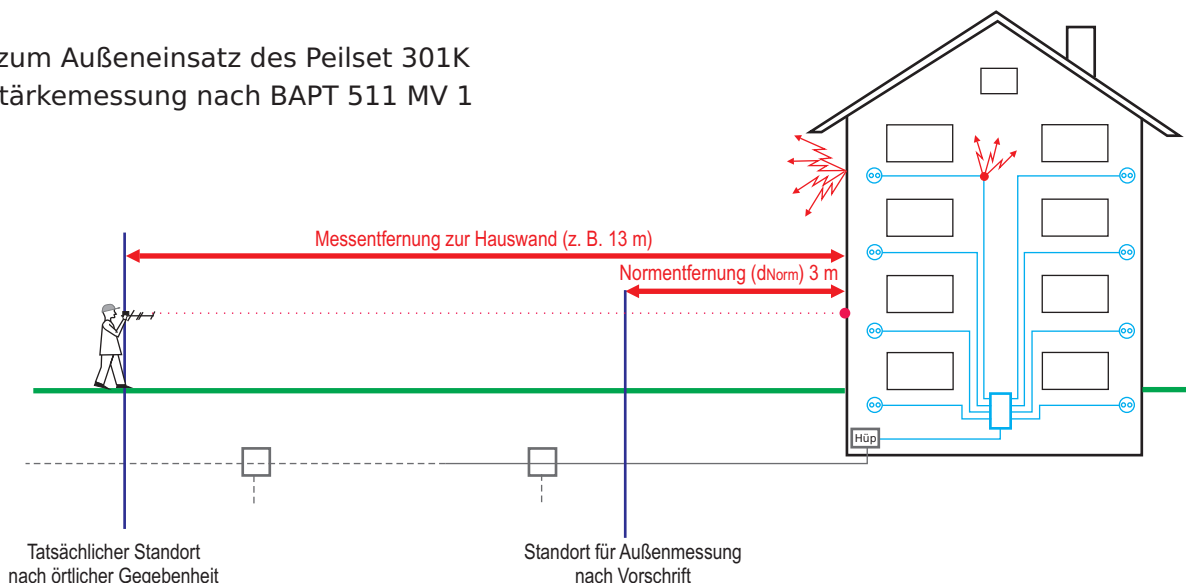 zum Außeneinsatz des Peilset 301K
tärkemessung nach BAPT 511 MV 1
Messentfernung zur Hauswand (z. B. 13 m)
Normentfernung (dNorm) 3 m
Hüp
Tatsächlicher Standort
nach örtlicher Gegebenheit
Standort für Außenmessung
nach Vorschrift